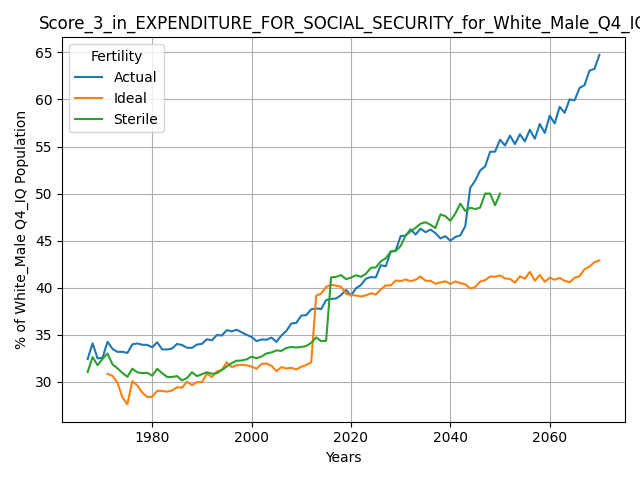 Score_3_in_EXPENDITURE_FOR_SOCIAL_SECURITY_for_White_Male_Q4_IQ
Fertility
Actual
Ideal
Sterile
% of White_Male Q4_IQ Population
65
60
55
50
45
40
35
30
1980 2000 2020 2040 2060
Years